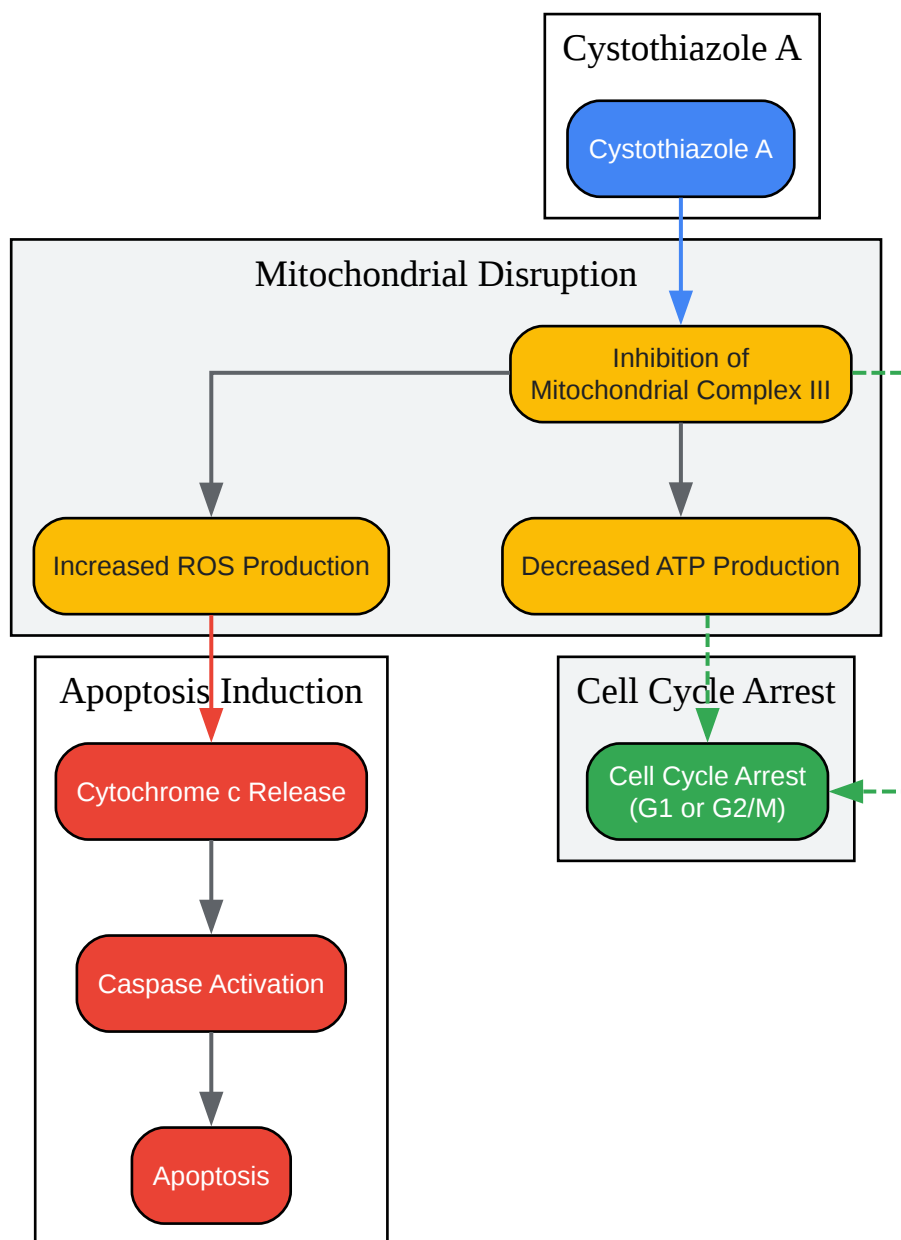 Cystothiazole A
Cystothiazole A
Mitochondrial Disruption
Inhibition of
Mitochondrial Complex III
Increased ROS Production
Decreased ATP Production
Apoptosis Induction
Cytochrome c Release
Caspase Activation
Apoptosis
Cell Cycle Arrest
Cell Cycle Arrest
(G1 or G2/M)